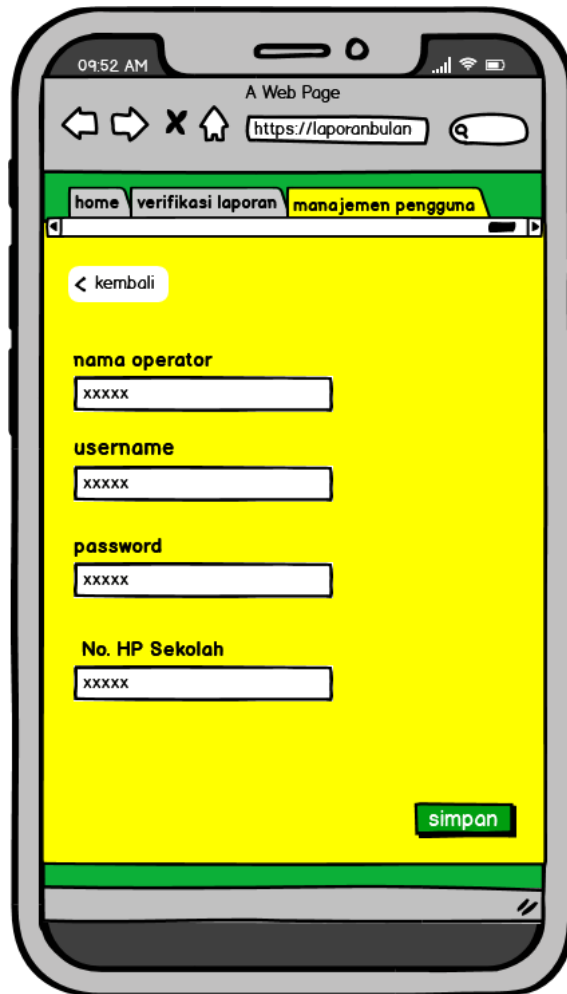 09:52 AM
A Web Page
https://laporanbulan
home verifikasi laporan manajemen pengguna
kembali
nama operator
xxxxx
username
xxxxx
password
xxxxx
No. HP Sekolah
xxxxx
simpan